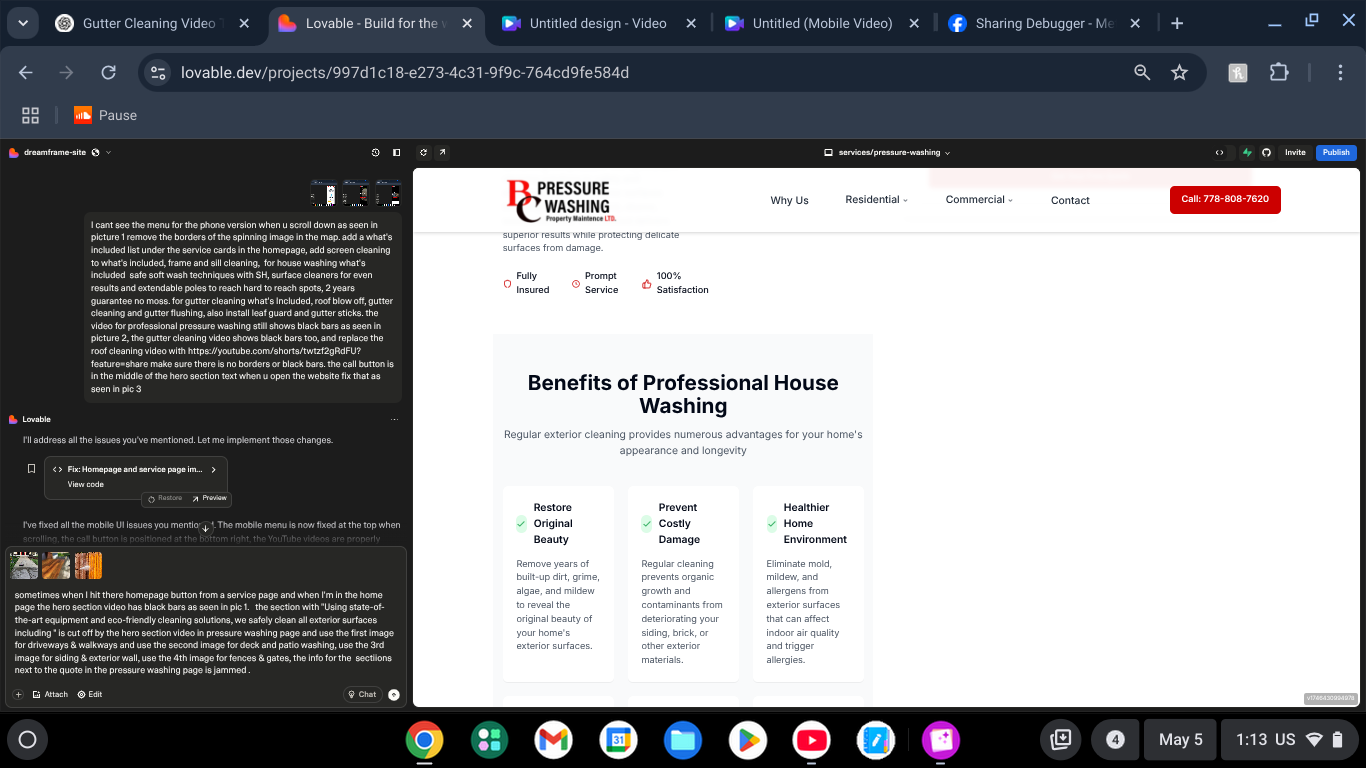 Gutter Cleaning Video T
Lovable - Build for the w
Untitled design - Video
Untitled (Mobile Video)
Sharing Debugger - Me
lovable.dev/projects/997d1c18-e273-4c31-9f9c-764cd9fe584d
Pause
dreamframe-site
services/pressure-washing
Invite
Publish
I cant see the menu for the phone version when u scroll down as seen in
picture 1 remove the borders of the spinning image in the map. add a what's
included list under the service cards in the homepage, add screen cleaning
to what's included, frame and sill cleaning, for house washing what's
included safe soft wash techniques with SH, surface cleaners for even
results and extendable poles to reach hard to reach spots, 2 years
guarantee no moss. for gutter cleaning what's Included, roof blow off, gutter
cleaning and gutter flushing, also install leaf guard and gutter sticks. the
video for professional pressure washing still shows black bars as seen in
picture 2, the gutter cleaning video shows black bars too, and replace the
roof cleaning video with https://youtube.com/shorts/twtzf2gRdFU?
feature=share make sure there is no borders or black bars. the call button is
in the middle of the hero section text when u open the website fix that as
seen in pic 3
Lovable
I'll address all the issues you've mentioned. Let me implement those changes.
Fix: Homepage and service page im...
View code
Restore
Preview
I've fixed all the mobile UI issues you mentioned. The mobile menu is now fixed at the top when
scrolling, the call button is positioned at the bottom right, the YouTube videos are properly
sometimes when I hit there homepage button from a service page and when I'm in the home
page the hero section video has black bars as seen in pic 1. the section with "Using state-of-
the-art equipment and eco-friendly cleaning solutions, we safely clean all exterior surfaces
including " is cut off by the hero section video in pressure washing page and use the first image
for driveways & walkways and use the second image for deck and patio washing, use the 3rd
image for siding & exterior wall, use the 4th image for fences & gates, the info for the sectiions
next to the quote in the pressure washing page is jammed .
Attach
Edit
Chat
B PRESSURE
WASHING
Property Maintence LTD.
Why Us
Residential
Commercial
Contact
Call: 778-808-7620
superior results while protecting delicate
surfaces from damage.
Fully
Insured
Prompt
Service
100%
Satisfaction
Benefits of Professional House
Washing
Regular exterior cleaning provides numerous advantages for your home's
appearance and longevity
Restore
Original
Beauty
Remove years of
built-up dirt, grime,
algae, and mildew
to reveal the
original beauty of
your home's
exterior surfaces.
Prevent
Costly
Damage
Regular cleaning
prevents organic
growth and
contaminants from
deteriorating your
siding, brick, or
other exterior
materials.
Healthier
Home
Environment
Eliminate mold,
mildew, and
allergens from
exterior surfaces
that can affect
indoor air quality
and trigger
allergies.
31
4
May 5
1:13 US